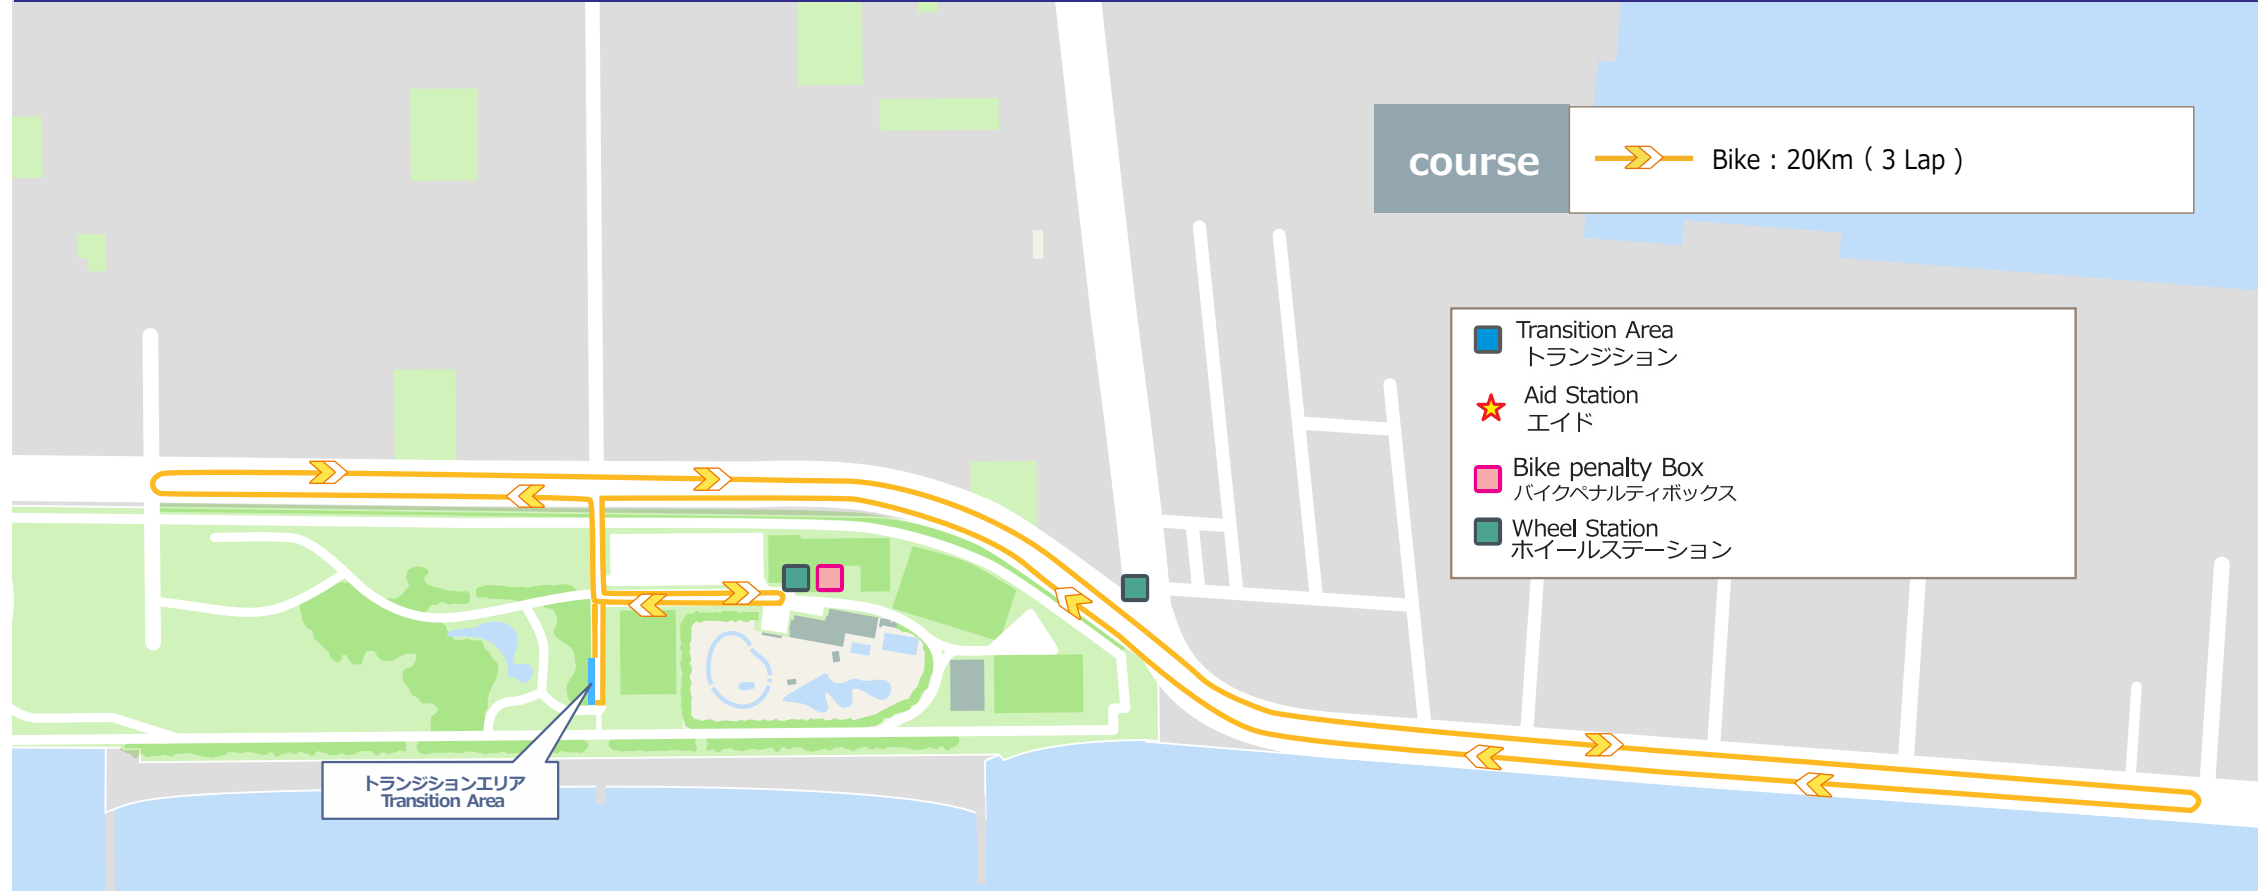 course
Bike : 20Km ( 3 Lap )
Transition Area
トランジション
Aid Station
エイド
Bike penalty Box
バイクペナルティボックス
Wheel Station
ホイールステーション
トランジションエリア
Transition Area